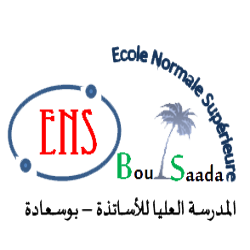 Ecole Normale Supérieure
ENS
Bou Saada
المدرسة العليا للأساتذة – بوسعادة